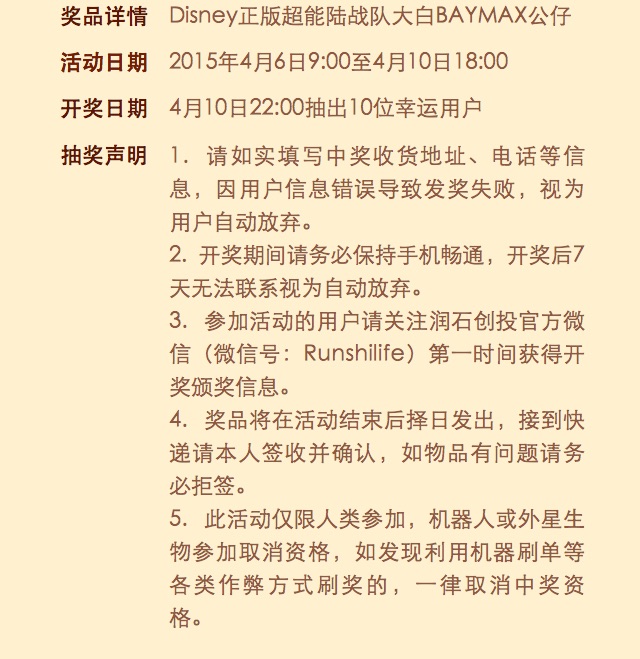 奖品详情 Disney正版超能陆战队大白BAYMAX公仔
活动日期 2015年4月6日9:00至4月10日18:00
开奖日期 4月10日22:00抽出10位幸运用户
抽奖声明 1. 请如实填写中奖收货地址、电话等信
息，因用户信息错误导致发奖失败，视为
用户自动放弃。
2. 开奖期间请务必保持手机畅通，开奖后7
天无法联系视为自动放弃。
3. 参加活动的用户请关注润石创投官方微
信（微信号：Runshilife）第一时间获得开
奖颁奖信息。
4. 奖品将在活动结束后择日发出，接到快
递请本人签收并确认，如物品有问题请务
必拒签。
5. 此活动仅限人类参加，机器人或外星生
物参加取消资格，如发现利用机器刷单等
各类作弊方式刷奖的，一律取消中奖资
格。